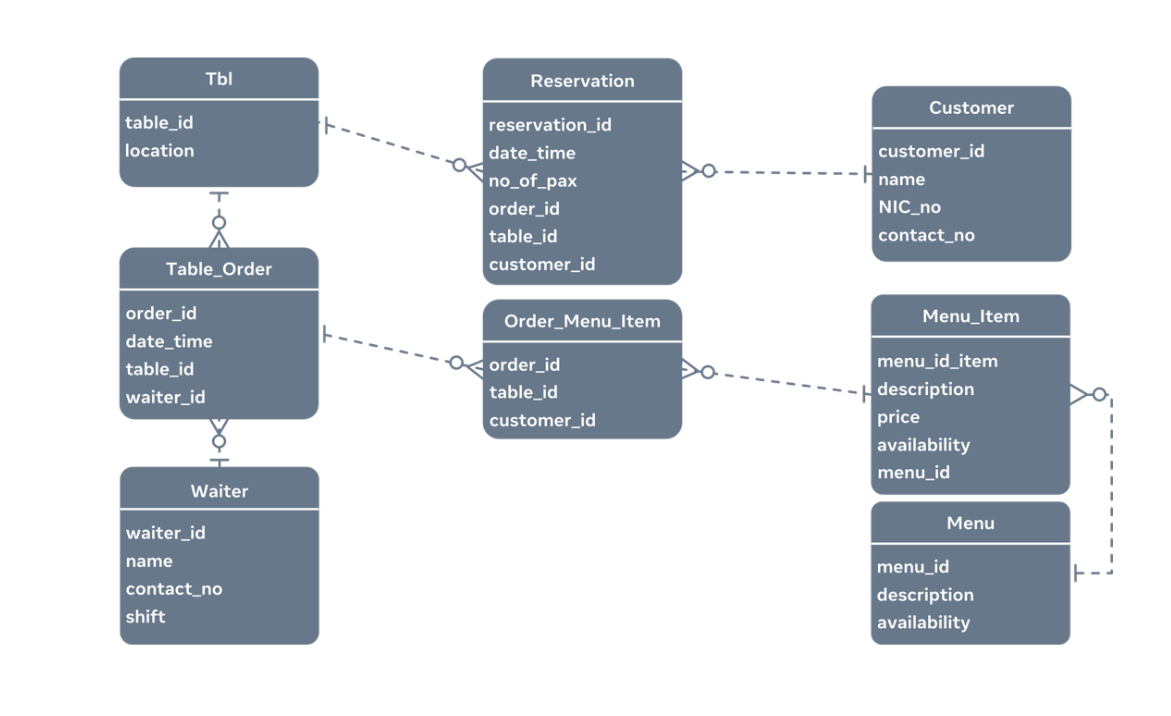 Tbl
table_id
location
Reservation
reservation_id
date_time
no_of_pax
order_id
table_id
customer_id
Customer
customer_id
name
NIC_no
contact_no
Table_Order
order_id
date_time
table_id
waiter_id
Order_Menu_Item
order_id
table_id
customer_id
Menu_Item
menu_id_item
description
price
availability
menu_id
Waiter
waiter_id
name
contact_no
shift
Menu
menu_id
description
availability